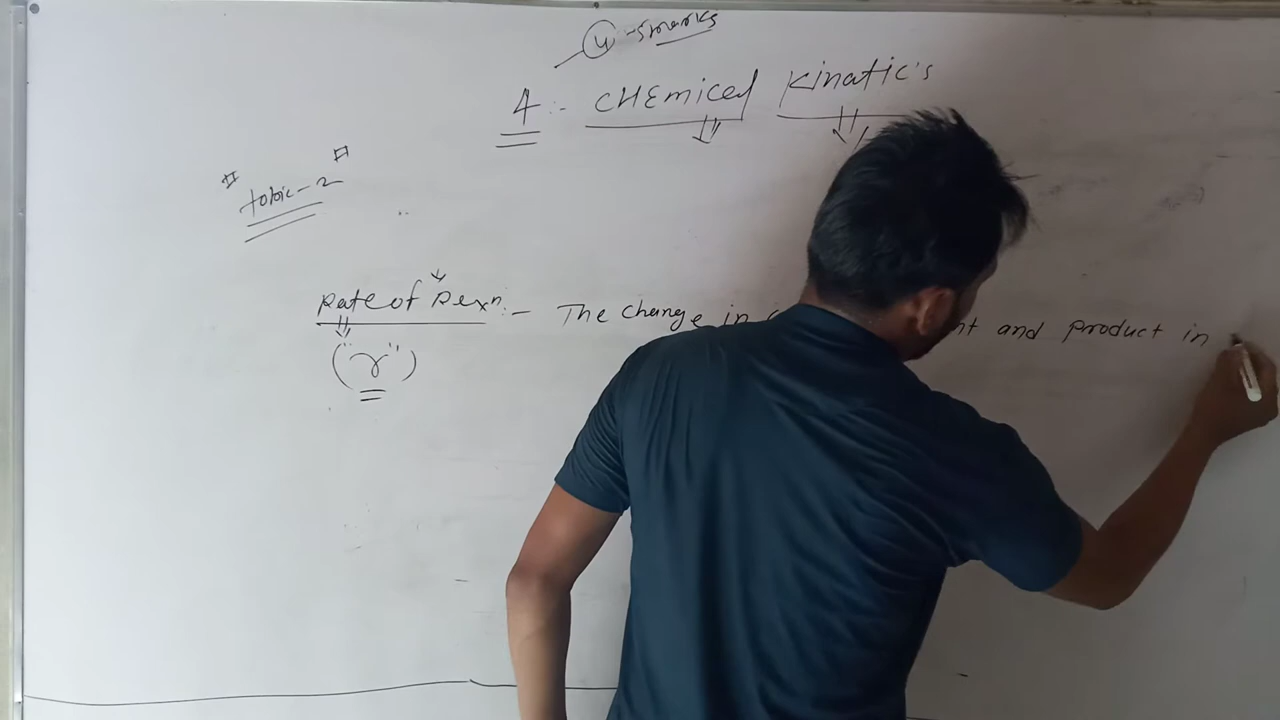 4 -5marks
4 :- CHEmical Kinatic's
"topic-2"
Rate of Rexn:- The change in nt and product in
("r")